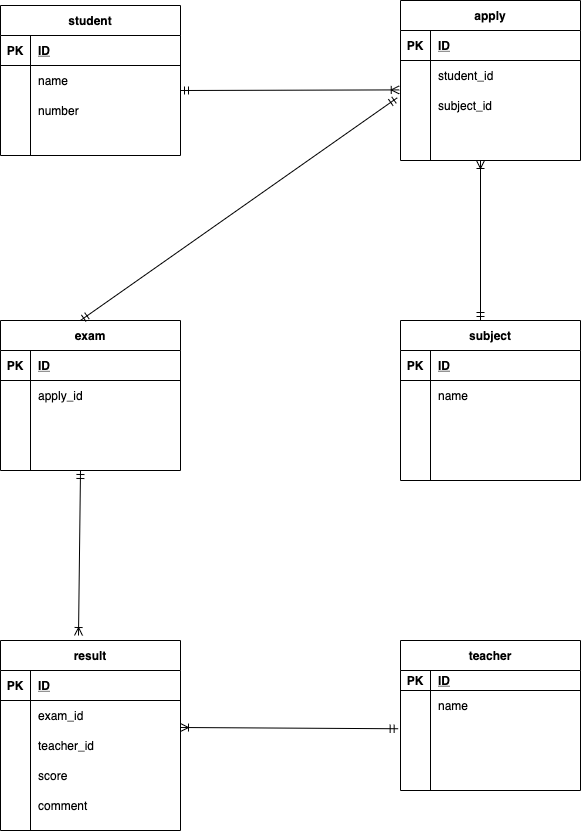 student
PK ID
name
number
apply
PK ID
student_id
subject_id
exam
PK ID
apply_id
subject
PK ID
name
result
PK ID
exam_id
teacher_id
score
comment
teacher
PK ID
name